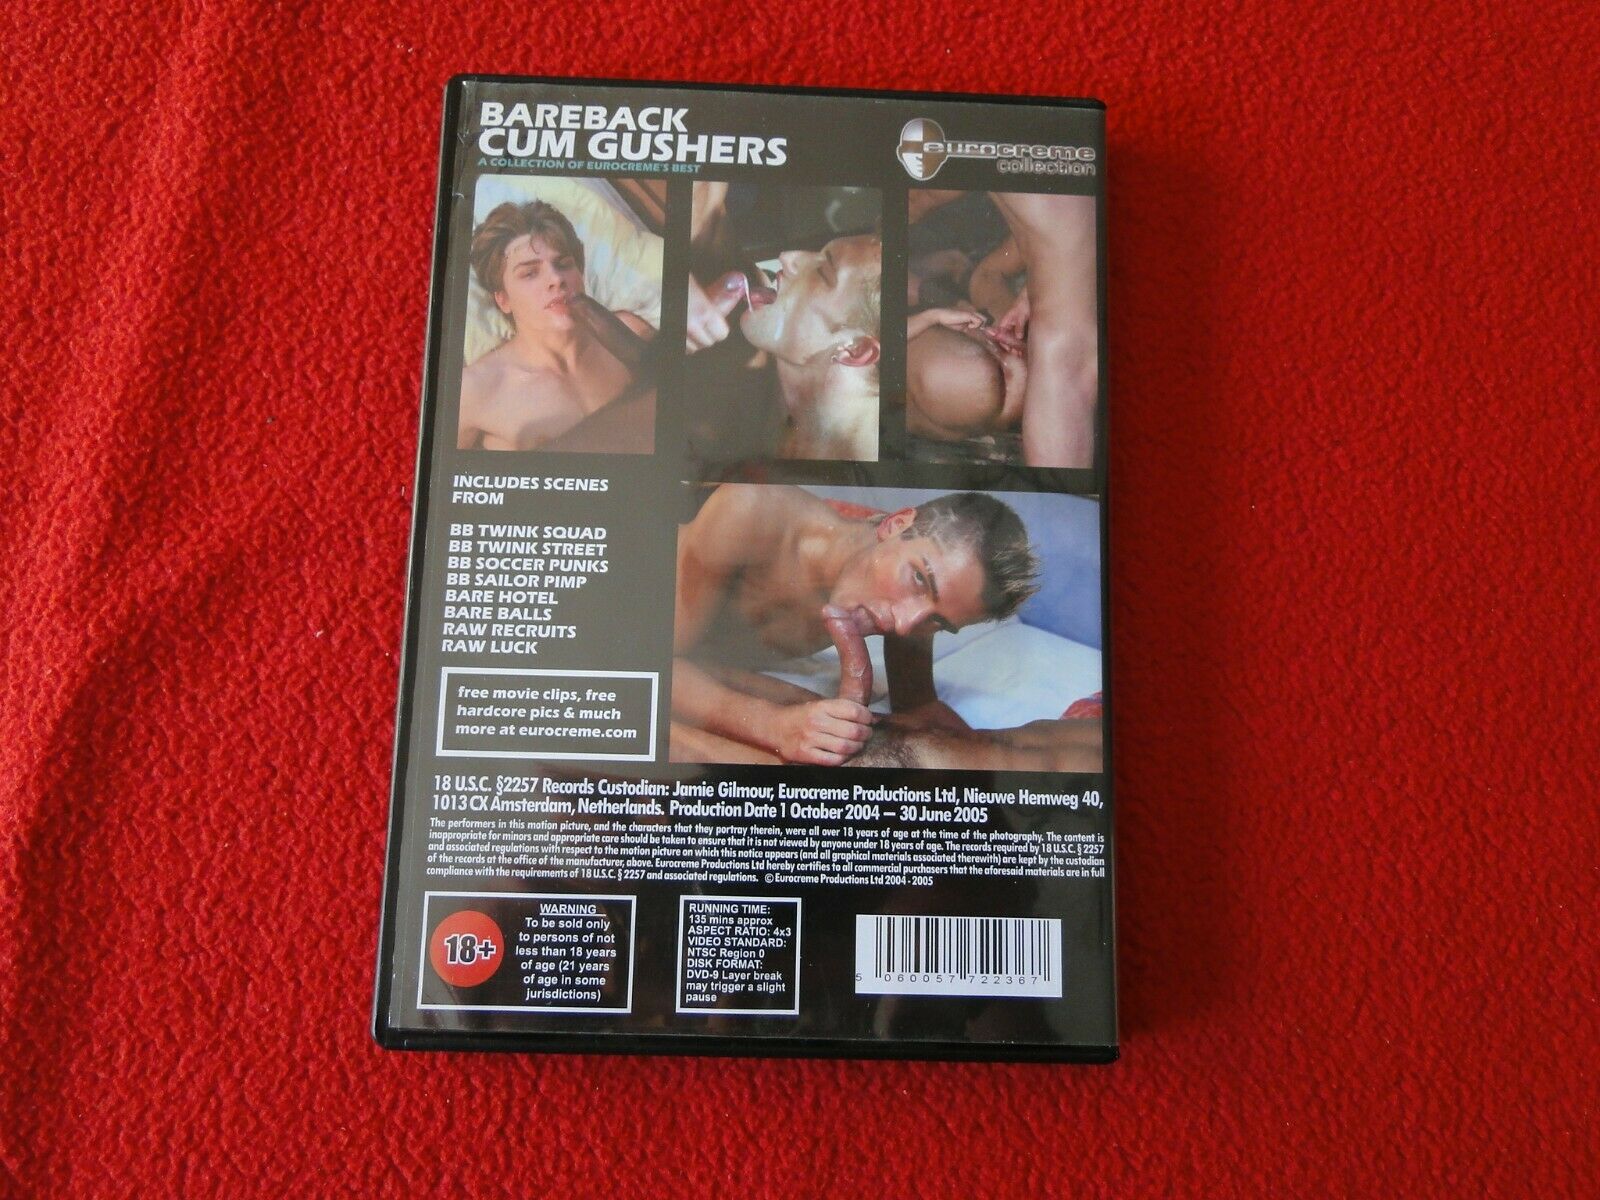 BAREBACK
CUM GUSHERS
A COLLECTION OF EUROCREME'S BEST
eurocreme
collection
INCLUDES SCENES
FROM
BB TWINK SQUAD
BB TWINK STREET
BB SOCCER PUNKS
BB SAILOR PIMP
BARE HOTEL
BARE BALLS
RAW RECRUITS
RAW LUCK
free movie clips, free
hardcore pics & much
more at eurocreme.com
18 U.S.C. §2257 Records Custodian: Jamie Gilmour, Eurocreme Productions Ltd, Nieuwe Hemweg 40,
1013 CX Amsterdam, Netherlands. Production Date 1 October 2004 — 30 June 2005
The performers in this motion picture, and the characters that they portray therein, were all over 18 years of age at the time of the photography. The content is
inappropriate for minors and appropriate care should be taken to ensure that it is not viewed by anyone under 18 years of age. The records required by 18 U.S.C. § 2257
and associated regulations with respect to the motion picture on which this notice appears (and all graphical materials associated therewith) are kept by the custodian
of the records at the office of the manufacturer, above. Eurocreme Productions Ltd hereby certifies to all commercial purchasers that the aforesaid materials are in full
compliance with the requirements of 18 U.S.C. § 2257 and associated regulations. © Eurocreme Productions Ltd 2004 - 2005
18+
WARNING
To be sold only
to persons of not
less than 18 years
of age (21 years
of age in some
jurisdictions)
RUNNING TIME:
135 mins approx
ASPECT RATIO: 4x3
VIDEO STANDARD:
NTSC Region 0
DISK FORMAT:
DVD-9 Layer break
may trigger a slight
pause
5 060057 722367